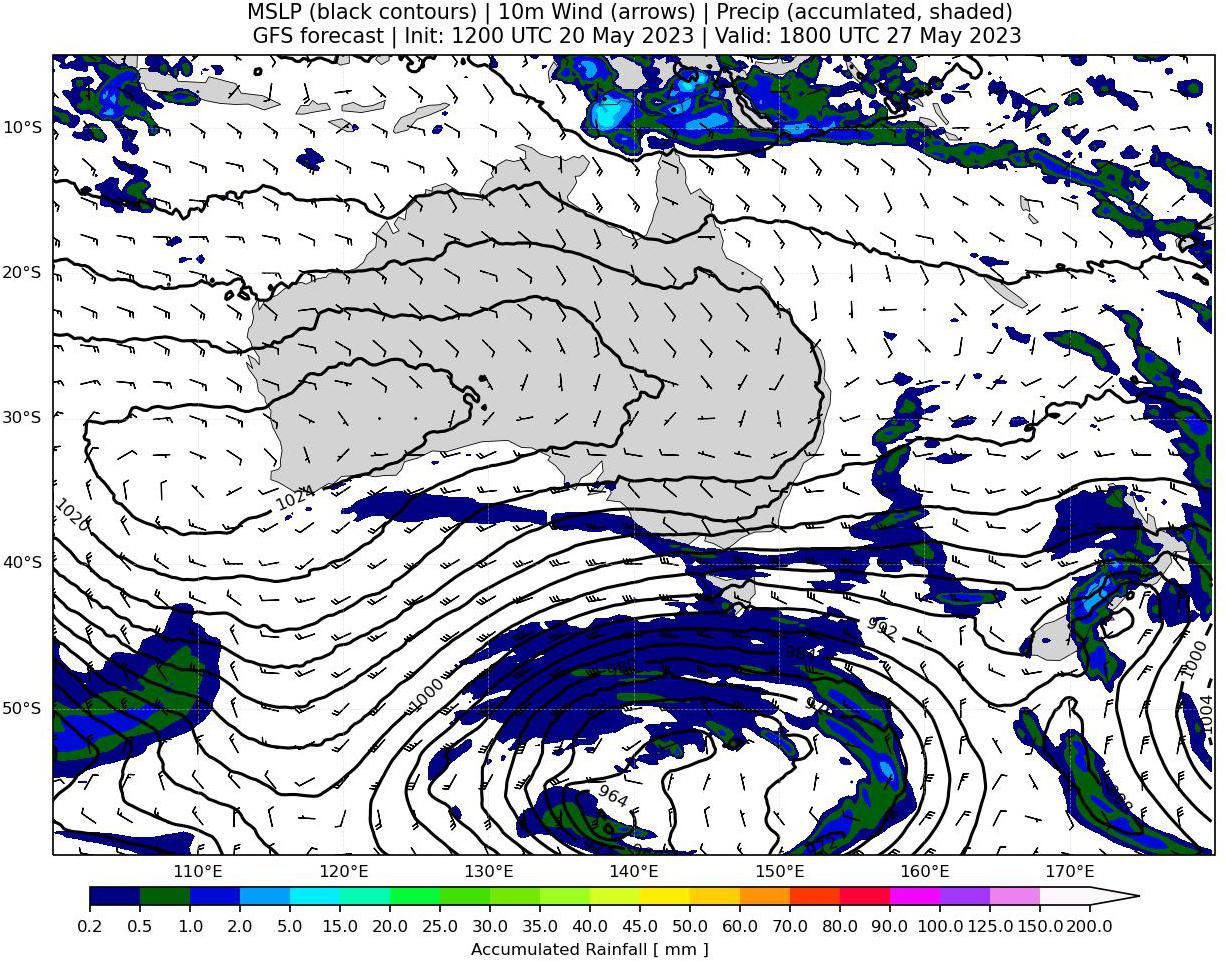 MSLP (black contours) | 10m Wind (arrows) | Precip (accumlated, shaded)
GFS forecast | Init: 1200 UTC 20 May 2023 | Valid: 1800 UTC 27 May 2023
10°S
20°S
30°S
40°S
50°S
1024
1020
992
984
1000
1000
1004
988
964
972
110°E 120°E 130°E 140°E 150°E 160°E 170°E
0.2 0.5 1.0 2.0 5.0 10.0 15.0 20.0 25.0 30.0 35.0 40.0 45.0 50.0 60.0 70.0 80.0 90.0 100.0 125.0 150.0 200.0
Accumulated Rainfall [ mm ]